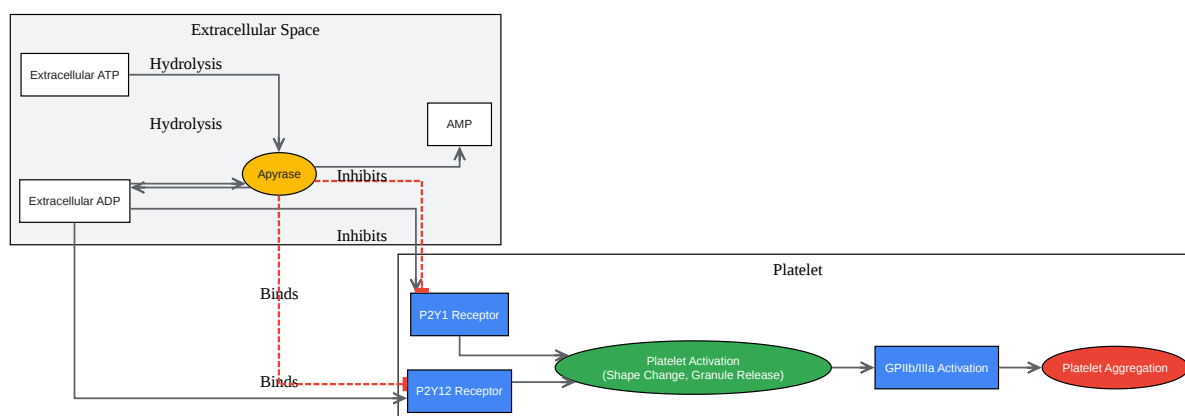 Extracellular Space
Hydrolysis
Extracellular ATP
Hydrolysis
AMP
Apyrase
Inhibits
Extracellular ADP
Inhibits
Platelet
Binds
P2Y1 Receptor
Platelet Activation
(Shape Change, Granule Release)
GPIIb/IIIa Activation
Platelet Aggregation
Binds
P2Y12 Receptor